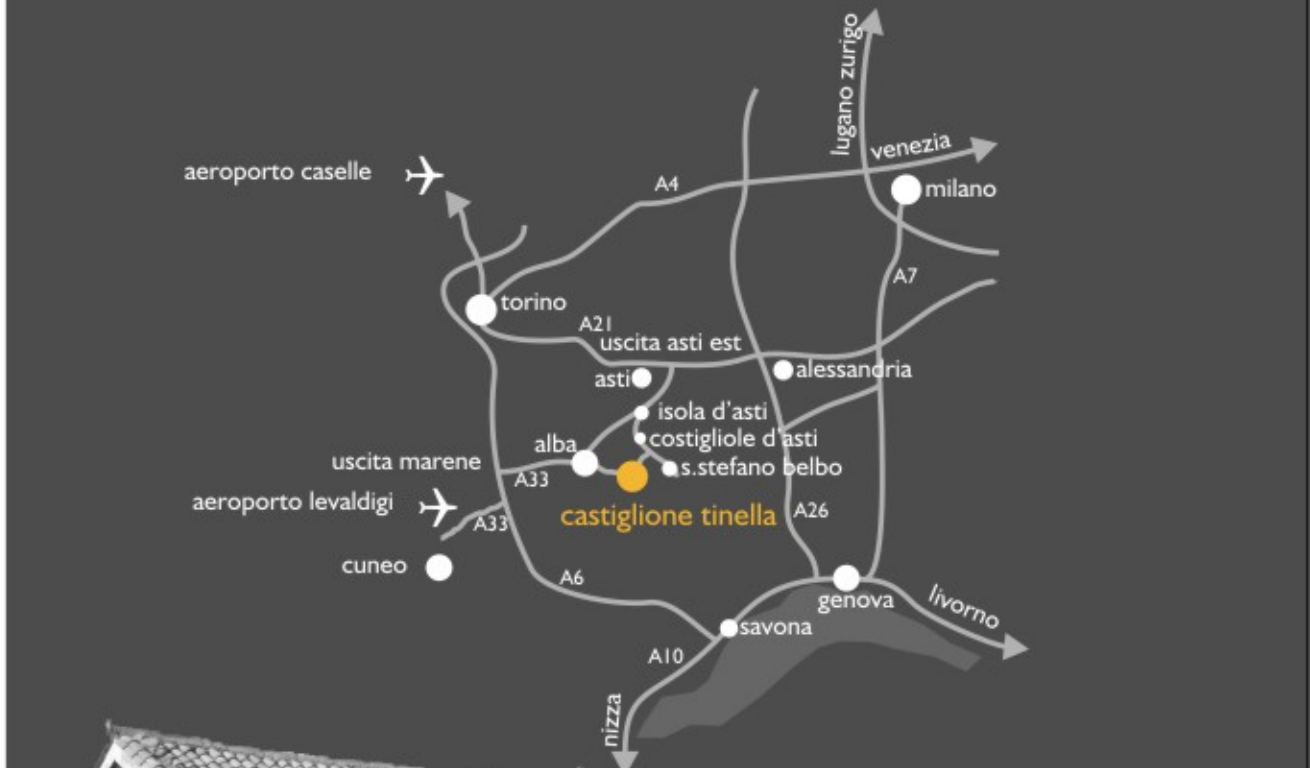 lugano zurigo
venezia
aeroporto caselle
A4
milano
A7
torino
A21
uscita asti est
alessandria
asti
isola d'asti
costigliole d'asti
alba
uscita marene
s.stefano belbo
A33
aeroporto levaldigi
castiglione tinella
A26
A33
cuneo
A6
genova
livorno
savona
A10
nizza